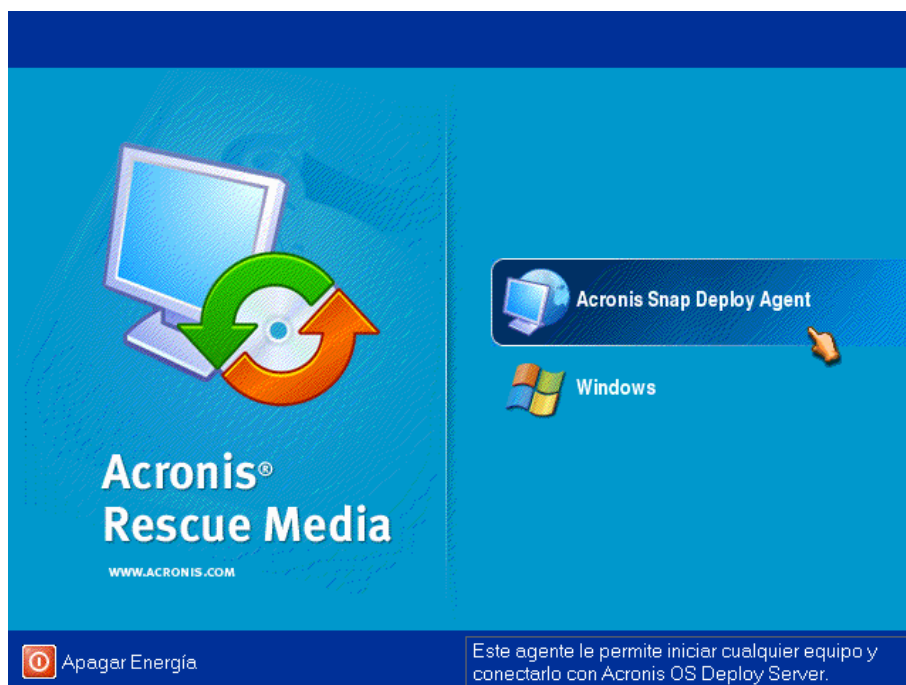 Acronis Snap Deploy Agent
Windows
Acronis®
Rescue Media
WWW.ACRONIS.COM
Apagar Energía
Este agente le permite iniciar cualquier equipo y
conectarlo con Acronis OS Deploy Server.